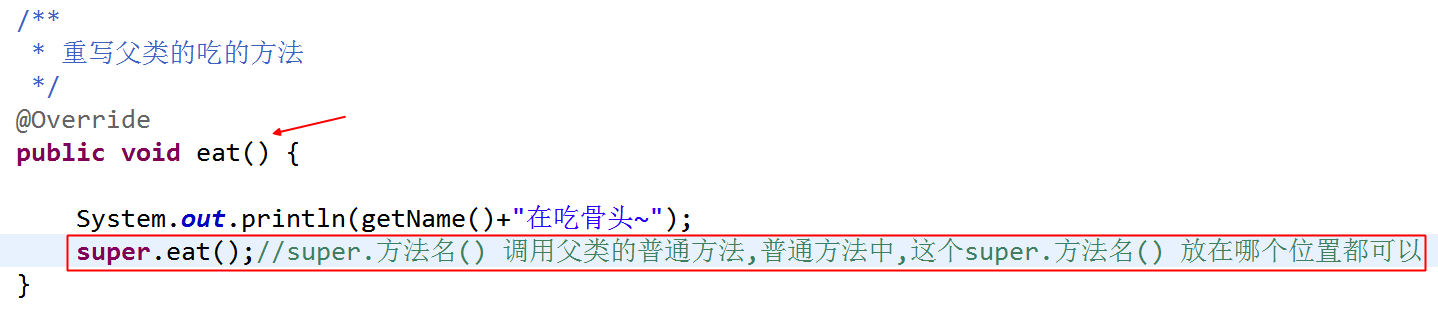 /**
 * 重写父类的吃的方法
 */
@Override
public void eat() {
    System.out.println(getName()+"在吃骨头~");
    super.eat();//super.方法名() 调用父类的普通方法,普通方法中,这个super.方法名() 放在哪个位置都可以
}